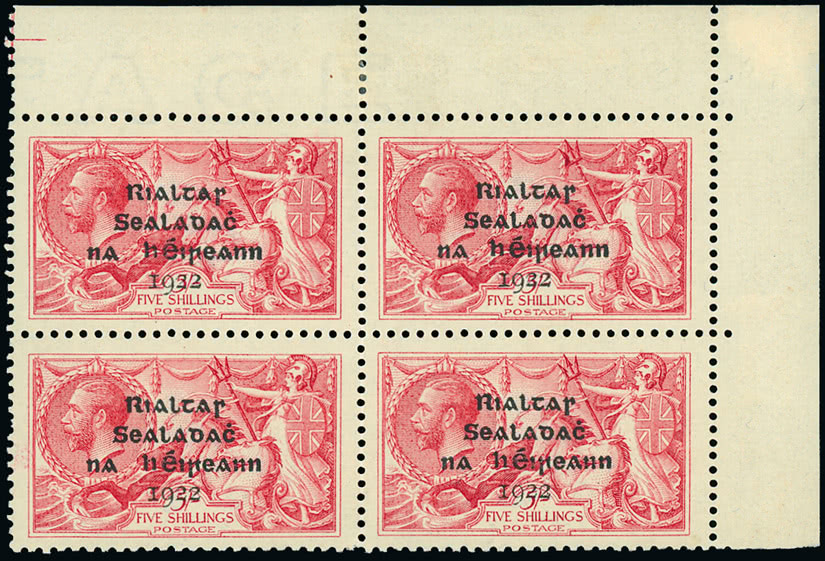 Rialtas
Sealadaċ
na hÉireann
1922
FIVE SHILLINGS
POSTAGE
Rialtas
Sealadaċ
na hÉireann
1922
FIVE SHILLINGS
POSTAGE
Rialtas
Sealadaċ
na hÉireann
1922
FIVE SHILLINGS
POSTAGE
Rialtas
Sealadaċ
na hÉireann
1922
FIVE SHILLINGS
POSTAGE